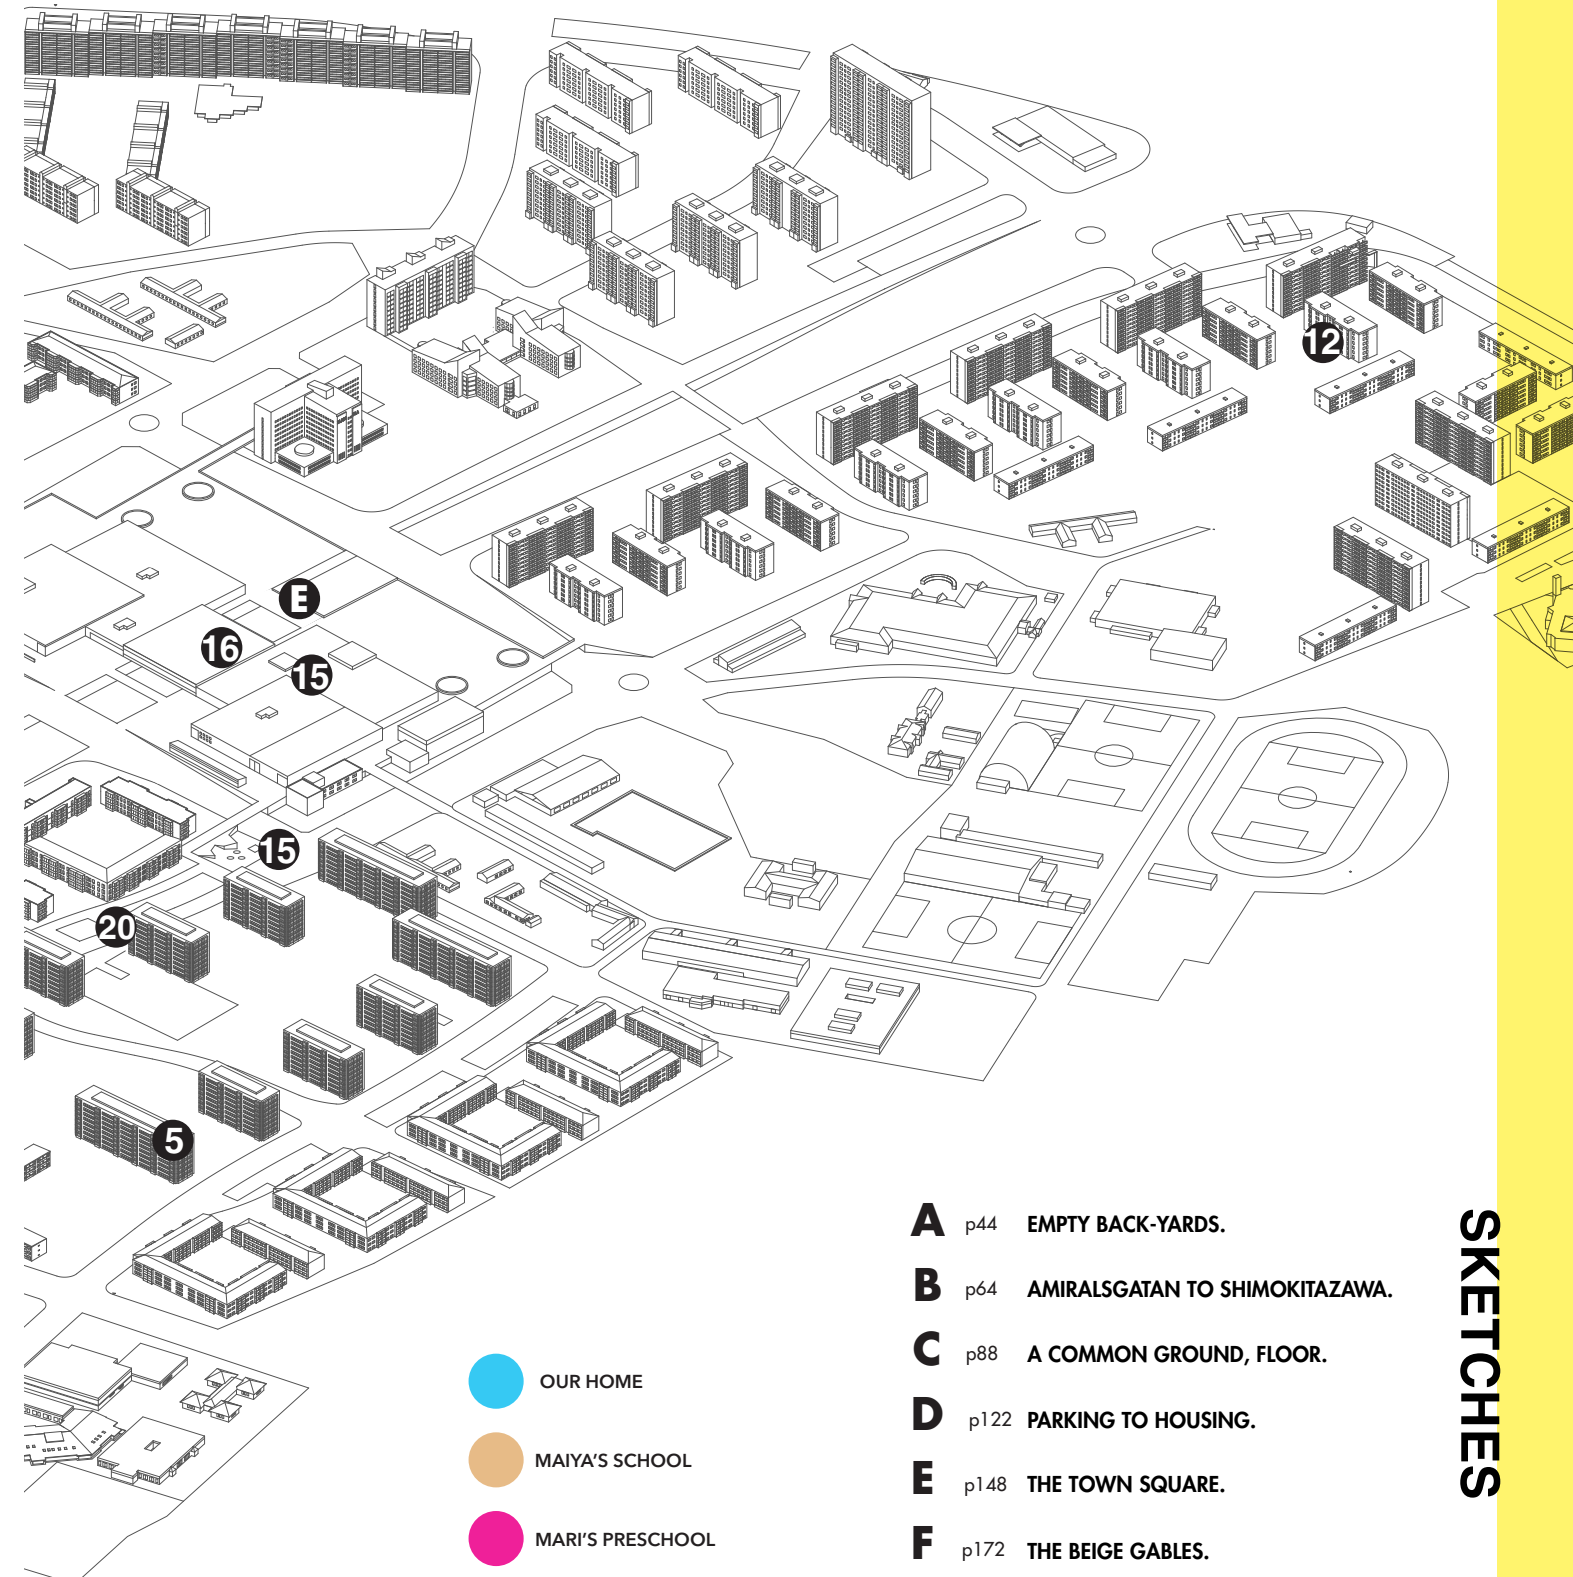 12
E
16
15
15
20
5
A p44 EMPTY BACK-YARDS.
B p64 AMIRALSGATAN TO SHIMOKITAZAWA.
C p88 A COMMON GROUND, FLOOR.
D p122 PARKING TO HOUSING.
E p148 THE TOWN SQUARE.
F p172 THE BEIGE GABLES.
SKETCHES
OUR HOME
MAIYA'S SCHOOL
MARI'S PRESCHOOL